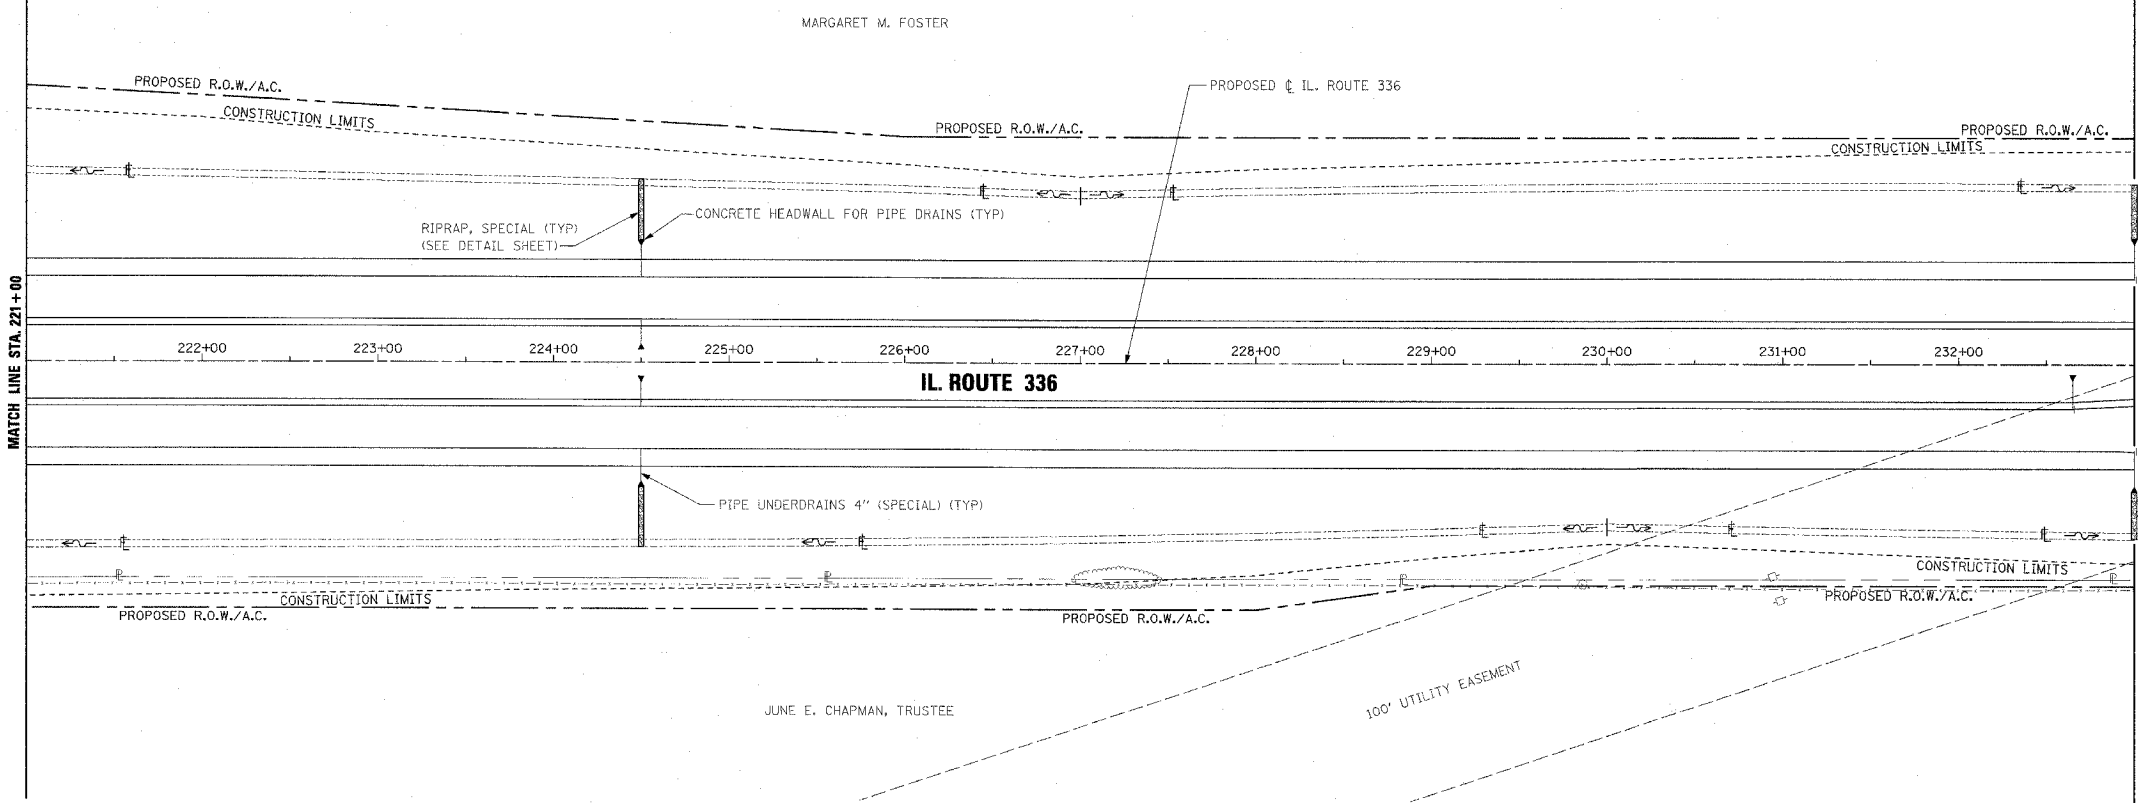 MARGARET M. FOSTER
PROPOSED R.O.W./A.C.
PROPOSED ℄ IL. ROUTE 336
CONSTRUCTION LIMITS
PROPOSED R.O.W./A.C.
PROPOSED R.O.W./A.C.
CONSTRUCTION LIMITS
CONCRETE HEADWALL FOR PIPE DRAINS (TYP)
RIPRAP, SPECIAL (TYP)
(SEE DETAIL SHEET)
MATCH LINE STA. 221+00
222+00
223+00
224+00
225+00
226+00
227+00
228+00
229+00
230+00
231+00
232+00
IL. ROUTE 336
PIPE UNDERDRAINS 4" (SPECIAL) (TYP)
CONSTRUCTION LIMITS
CONSTRUCTION LIMITS
PROPOSED R.O.W./A.C.
PROPOSED R.O.W./A.C.
PROPOSED R.O.W./A.C.
100' UTILITY EASEMENT
JUNE E. CHAPMAN, TRUSTEE